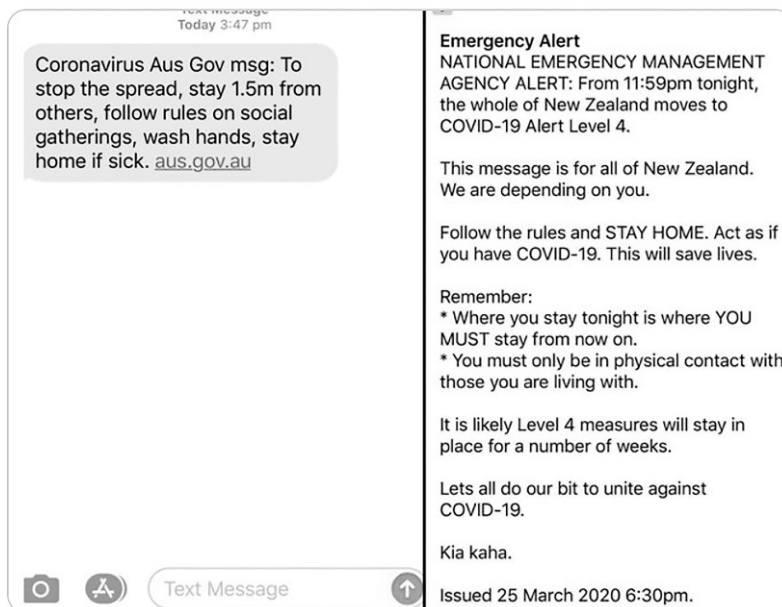 Text Message
Today 3:47 pm
Coronavirus Aus Gov msg: To
stop the spread, stay 1.5m from
others, follow rules on social
gatherings, wash hands, stay
home if sick. aus.gov.au
Text Message
Emergency Alert
NATIONAL EMERGENCY MANAGEMENT
AGENCY ALERT: From 11:59pm tonight,
the whole of New Zealand moves to
COVID-19 Alert Level 4.
This message is for all of New Zealand.
We are depending on you.
Follow the rules and STAY HOME. Act as if
you have COVID-19. This will save lives.
Remember:
* Where you stay tonight is where YOU
MUST stay from now on.
* You must only be in physical contact with
those you are living with.
It is likely Level 4 measures will stay in
place for a number of weeks.
Lets all do our bit to unite against
COVID-19.
Kia kaha.
Issued 25 March 2020 6:30pm.